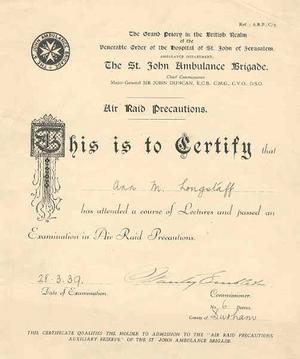 Ref.: A.R.P./C/2
The Grand Priory in the British Realm
of the
Venerable Order of the Hospital of St. John of Jerusalem.
AMBULANCE DEPARTMENT.
The St. John Ambulance Brigade.
Chief Commissioner
Major-General SIR JOHN DUNCAN, K.C.B., C.M.G., C.V.O., D.S.O.
Air Raid Precautions.
This is to Certify that
Ann M. Longstaff
has attended a course of Lectures and passed an
Examination in Air Raid Precautions.
28.3.39.
Date of Examination.
Commissioner.
No. 6 District.
County of Durham
THIS CERTIFICATE QUALIFIES THE HOLDER TO ADMISSION TO THE "AIR RAID PRECAUTIONS
AUXILIARY RESERVE" OF THE ST JOHN AMBULANCE BRIGADE.